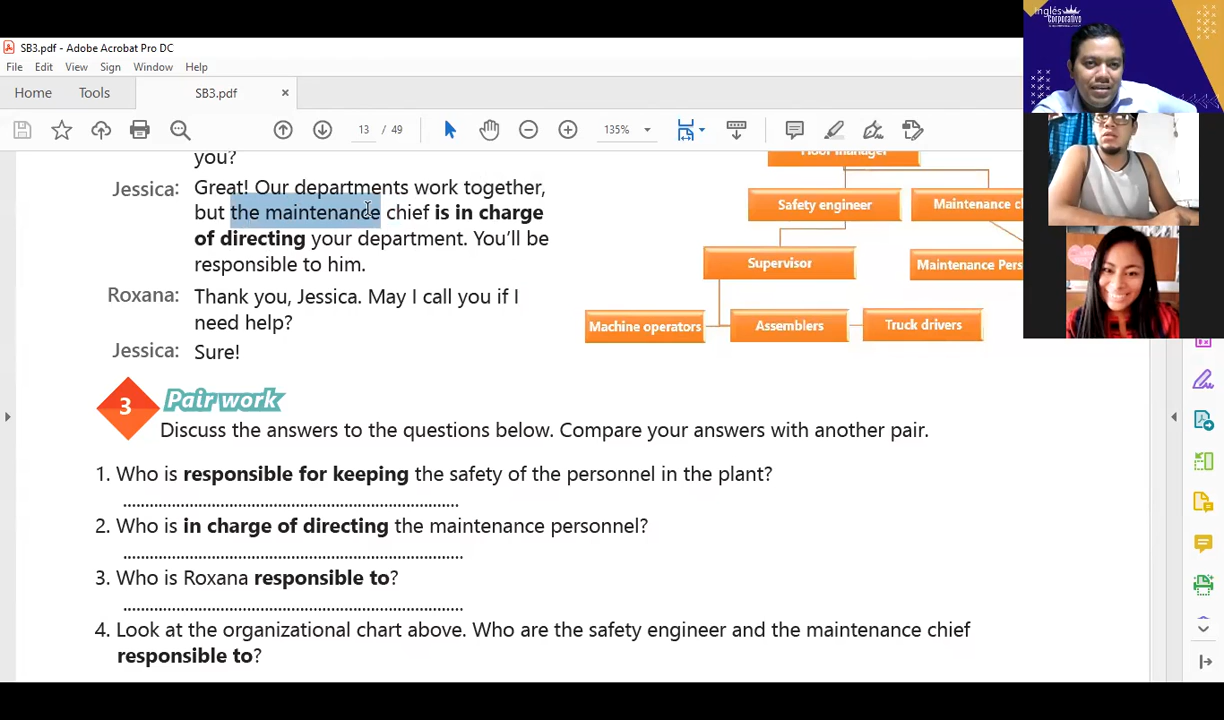 Inglés
Corporativo
SB3.pdf - Adobe Acrobat Pro DC
File Edit View Sign Window Help
Home Tools SB3.pdf ×
13 / 49 135%
you?
Jessica: Great! Our departments work together,
but the maintenance chief is in charge
of directing your department. You'll be
responsible to him.
Roxana: Thank you, Jessica. May I call you if I
need help?
Jessica: Sure!
Floor manager
Safety engineer Maintenance ch
Supervisor Maintenance Pers
Machine operators Assemblers Truck drivers
3 Pair work
Discuss the answers to the questions below. Compare your answers with another pair.
1. Who is responsible for keeping the safety of the personnel in the plant?
...........................................................................
2. Who is in charge of directing the maintenance personnel?
...........................................................................
3. Who is Roxana responsible to?
...........................................................................
4. Look at the organizational chart above. Who are the safety engineer and the maintenance chief
responsible to?